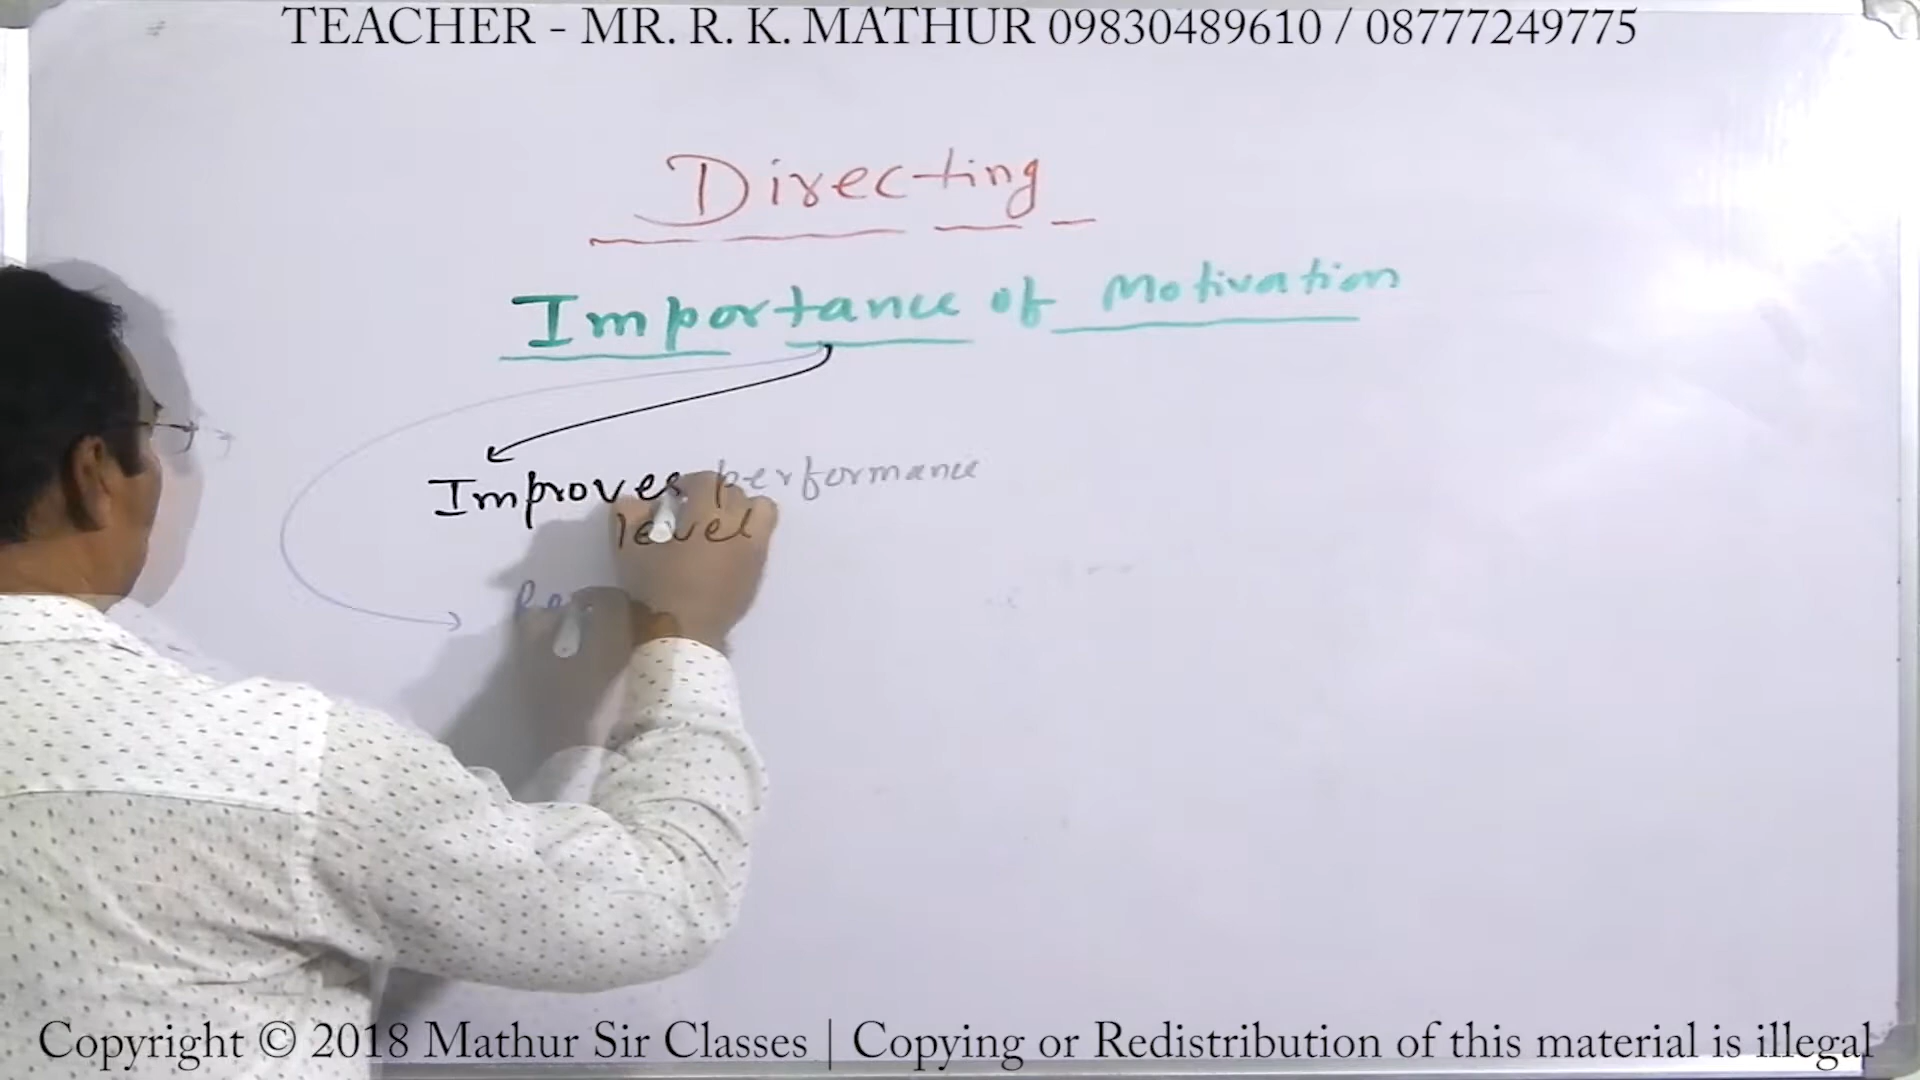 TEACHER - MR. R. K. MATHUR 09830489610 / 08777249775
Directing
Importance of Motivation
Improves performance
level
Copyright © 2018 Mathur Sir Classes | Copying or Redistribution of this material is illegal